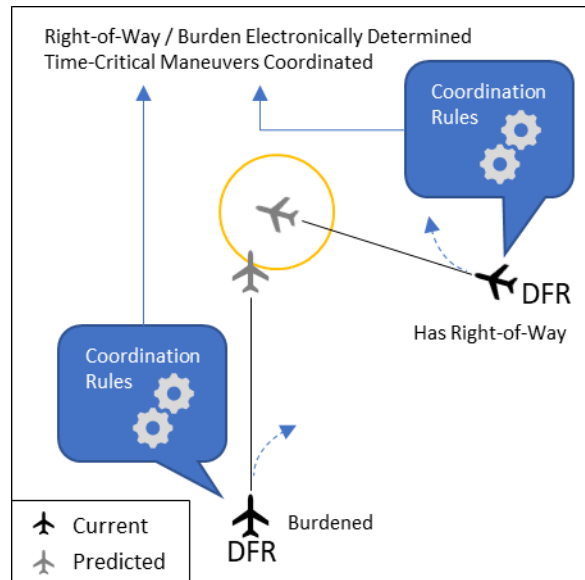 Right-of-Way / Burden Electronically Determined
Time-Critical Maneuvers Coordinated
Coordination
Rules
DFR
Has Right-of-Way
Coordination
Rules
Burdened
DFR
Current
Predicted